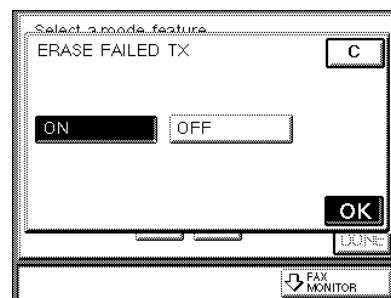 Select a mode feature
ERASE FAILED TX
C
ON
OFF
OK
DONE
FAX
MONITOR